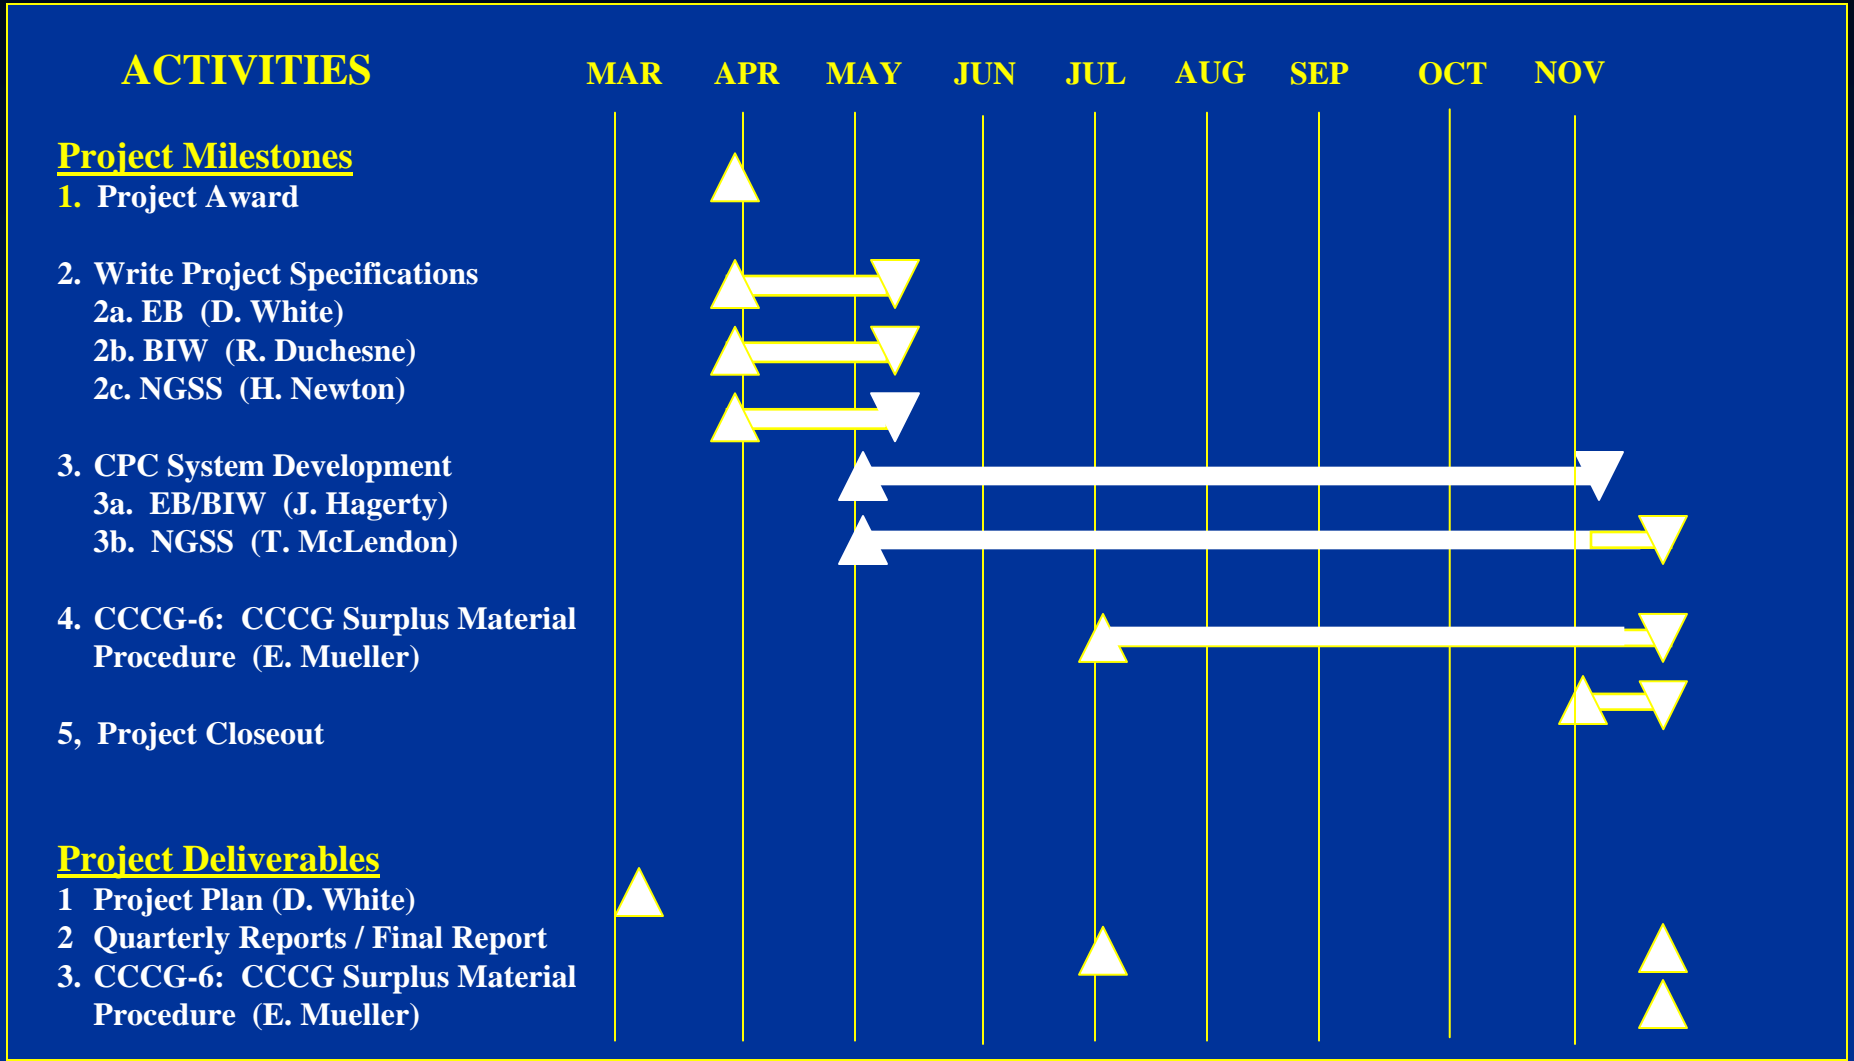 ACTIVITIES MAR APR MAY JUN JUL AUG SEP OCT NOV
Project Milestones
1. Project Award
2. Write Project Specifications
2a. EB (D. White)
2b. BIW (R. Duchesne)
2c. NGSS (H. Newton)
3. CPC System Development
3a. EB/BIW (J. Hagerty)
3b. NGSS (T. McLendon)
4. CCCG-6: CCCG Surplus Material
Procedure (E. Mueller)
5, Project Closeout
Project Deliverables
1 Project Plan (D. White)
2 Quarterly Reports / Final Report
3. CCCG-6: CCCG Surplus Material
Procedure (E. Mueller)